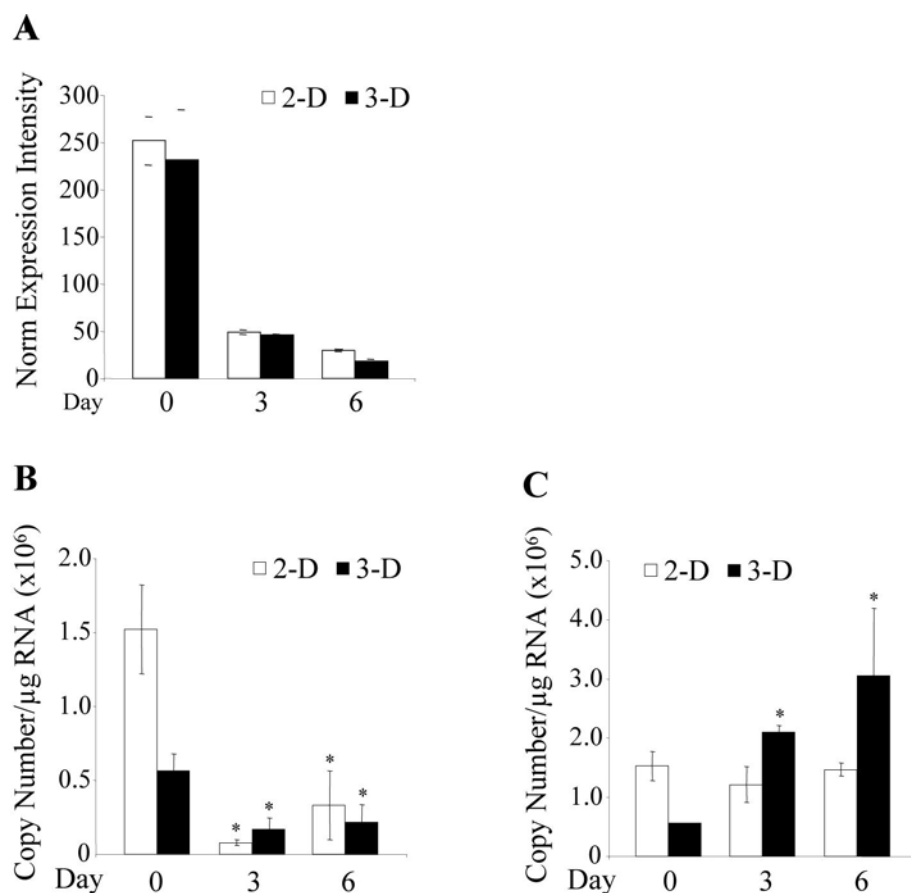 A
Norm Expression Intensity
300
250
200
150
100
50
0
2-D 3-D
Day 0 3 6
B
Copy Number/µg RNA (x10⁶)
2.0
1.5
1.0
0.5
0
2-D 3-D
* * * *
Day 0 3 6
C
Copy Number/µg RNA (x10⁶)
5.0
4.0
3.0
2.0
1.0
0
2-D 3-D
* *
Day 0 3 6